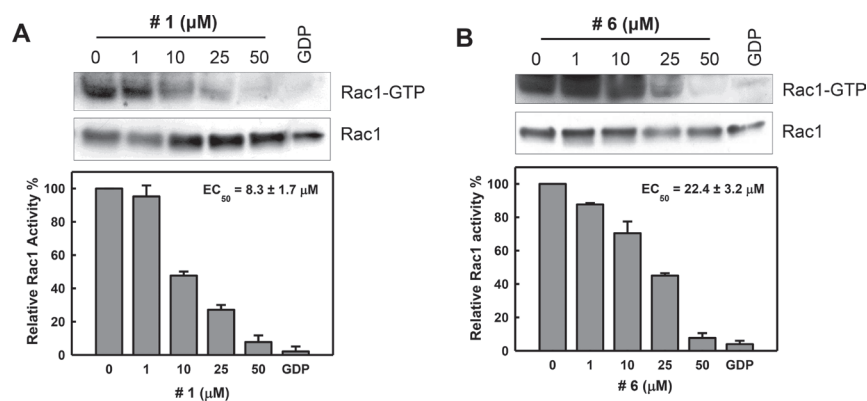 A
# 1 (µM)
0 1 10 25 50 GDP
Rac1-GTP
Rac1
Relative Rac1 Activity %
100
80
60
40
20
0
EC50 = 8.3 ± 1.7 µM
0 1 10 25 50 GDP
# 1 (µM)
B
# 6 (µM)
0 1 10 25 50 GDP
Rac1-GTP
Rac1
Relative Rac1 activity %
100
80
60
40
20
0
EC50 = 22.4 ± 3.2 µM
0 1 10 25 50 GDP
# 6 (µM)